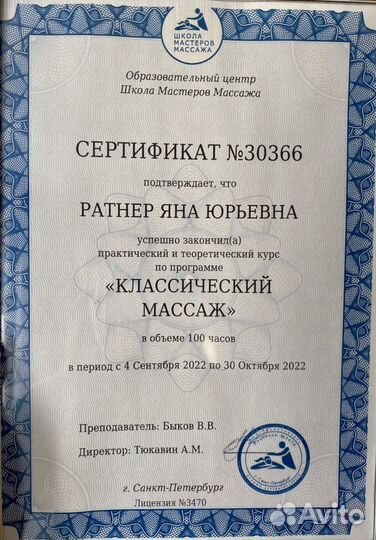 ШКОЛА
МАСТЕРОВ
МАССАЖА
Образовательный центр
Школа Мастеров Массажа
СЕРТИФИКАТ №30366
подтверждает, что
РАТНЕР ЯНА ЮРЬЕВНА
успешно закончил(а)
практический и теоретический курс
по программе
«КЛАССИЧЕСКИЙ
МАССАЖ»
в объеме 100 часов
в период с 4 Сентября 2022 по 30 Октября 2022
Преподаватель: Быков В.В.
Директор: Тюкавин А.М.
г. Санкт-Петербург
Лицензия №3470
Avito